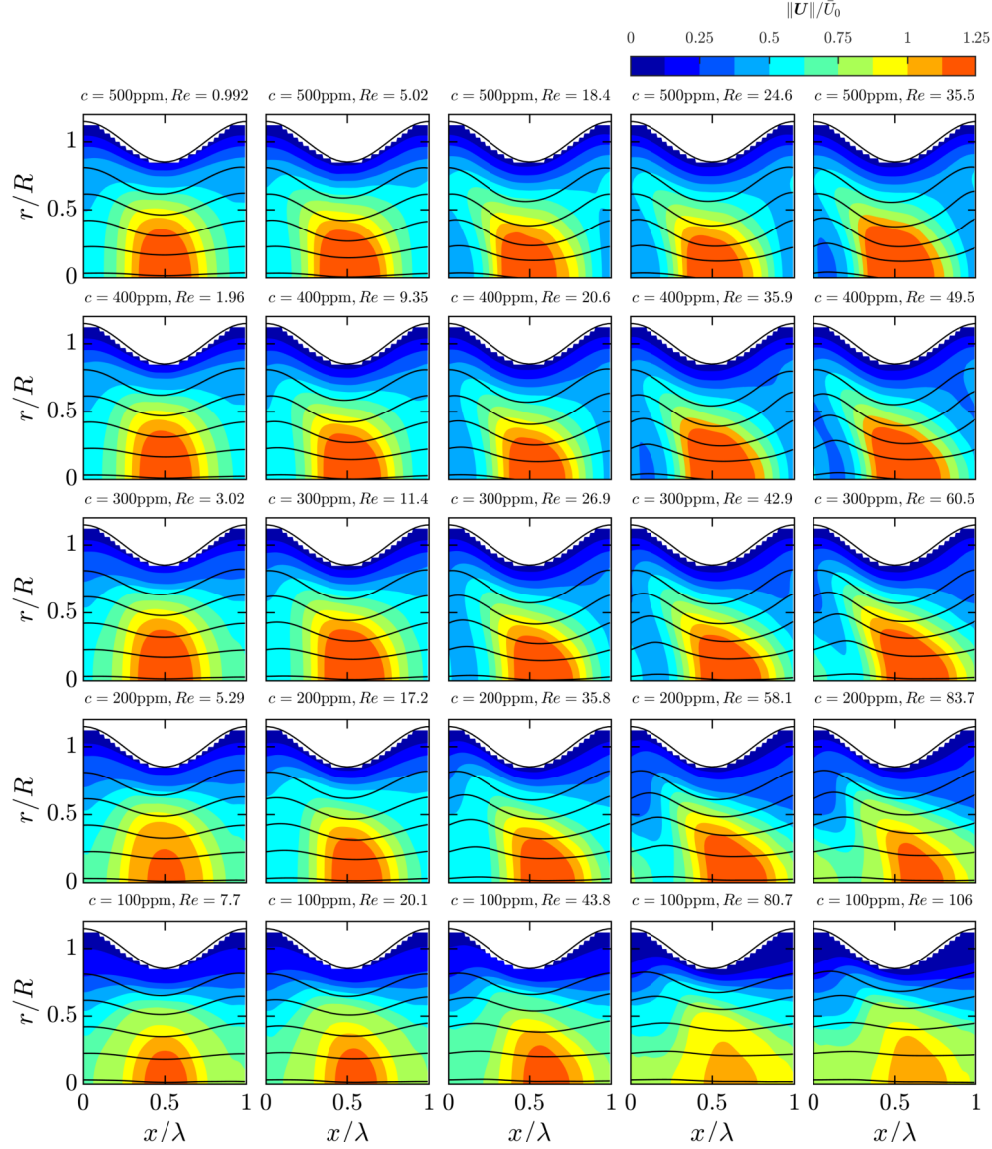 ‖U‖/Ū₀
0 0.25 0.5 0.75 1 1.25
c = 500ppm, Re = 0.992 c = 500ppm, Re = 5.02 c = 500ppm, Re = 18.4 c = 500ppm, Re = 24.6 c = 500ppm, Re = 35.5
1
r/R
0.5
0
c = 400ppm, Re = 1.96 c = 400ppm, Re = 9.35 c = 400ppm, Re = 20.6 c = 400ppm, Re = 35.9 c = 400ppm, Re = 49.5
1
r/R
0.5
0
c = 300ppm, Re = 3.02 c = 300ppm, Re = 11.4 c = 300ppm, Re = 26.9 c = 300ppm, Re = 42.9 c = 300ppm, Re = 60.5
1
r/R
0.5
0
c = 200ppm, Re = 5.29 c = 200ppm, Re = 17.2 c = 200ppm, Re = 35.8 c = 200ppm, Re = 58.1 c = 200ppm, Re = 83.7
1
r/R
0.5
0
c = 100ppm, Re = 7.7 c = 100ppm, Re = 20.1 c = 100ppm, Re = 43.8 c = 100ppm, Re = 80.7 c = 100ppm, Re = 106
1
r/R
0.5
0
0 0.5 1 0 0.5 1 0 0.5 1 0 0.5 1 0 0.5 1
x/λ x/λ x/λ x/λ x/λ